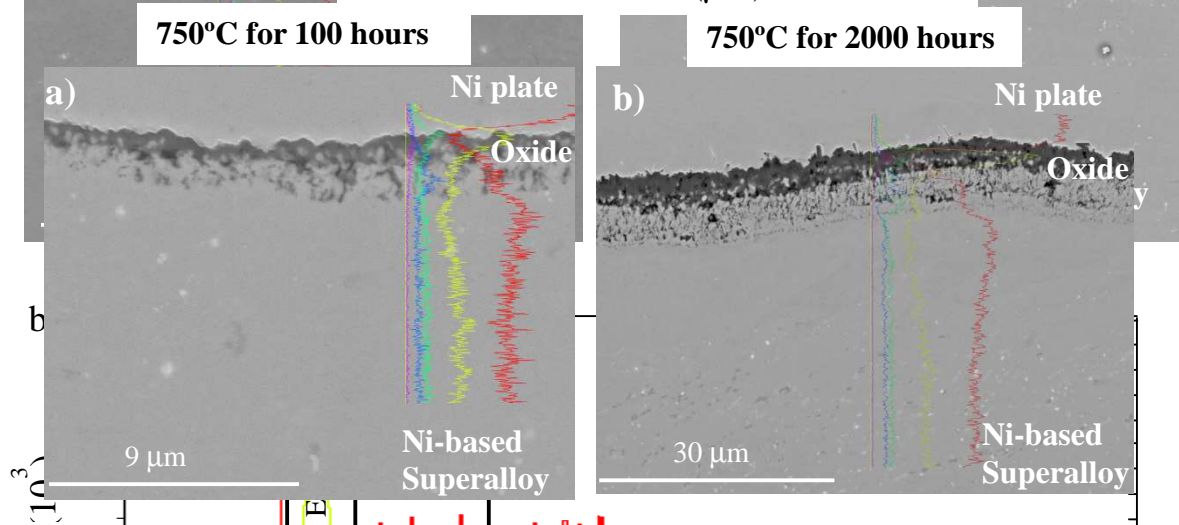 (μ
750ºC for 100 hours
750ºC for 2000 hours
a)
Ni plate
Oxide
Ni-based
Superalloy
9 μm
b)
Ni plate
Oxide
y
Ni-based
Superalloy
30 μm
b
(10³)
E